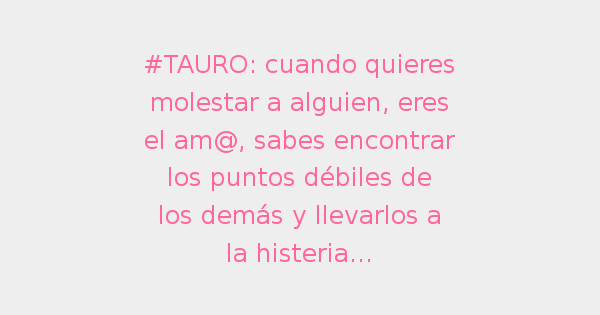 #TAURO: cuando quieres
molestar a alguien, eres
el am@, sabes encontrar
los puntos débiles de
los demás y llevarlos a
la histeria...